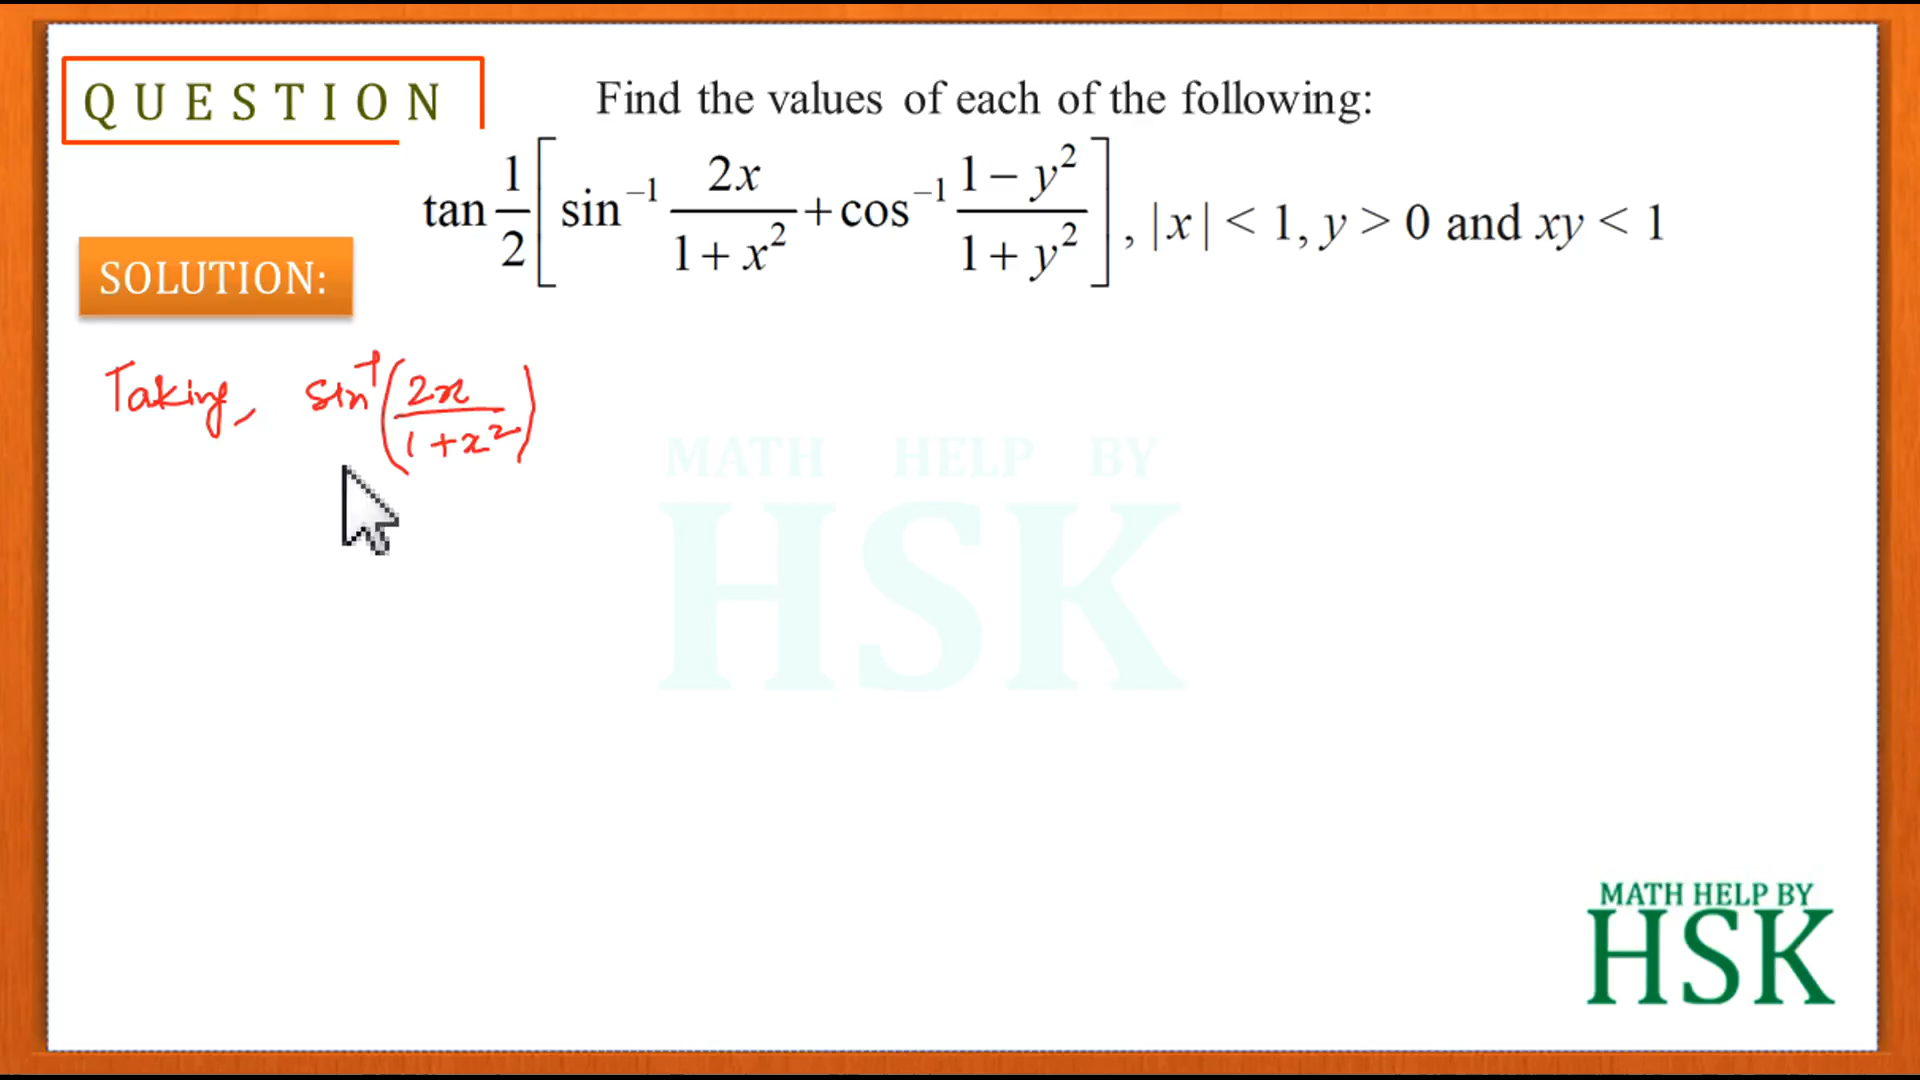 QUESTION
Find the values of each of the following:
tan 1/2 [ sin⁻¹ 2x/(1+x²) + cos⁻¹ (1−y²)/(1+y²) ], |x| < 1, y > 0 and xy < 1
SOLUTION:
Taking, sin⁻¹(2x/(1+x²))
MATH HELP BY
HSK
MATH HELP BY
HSK